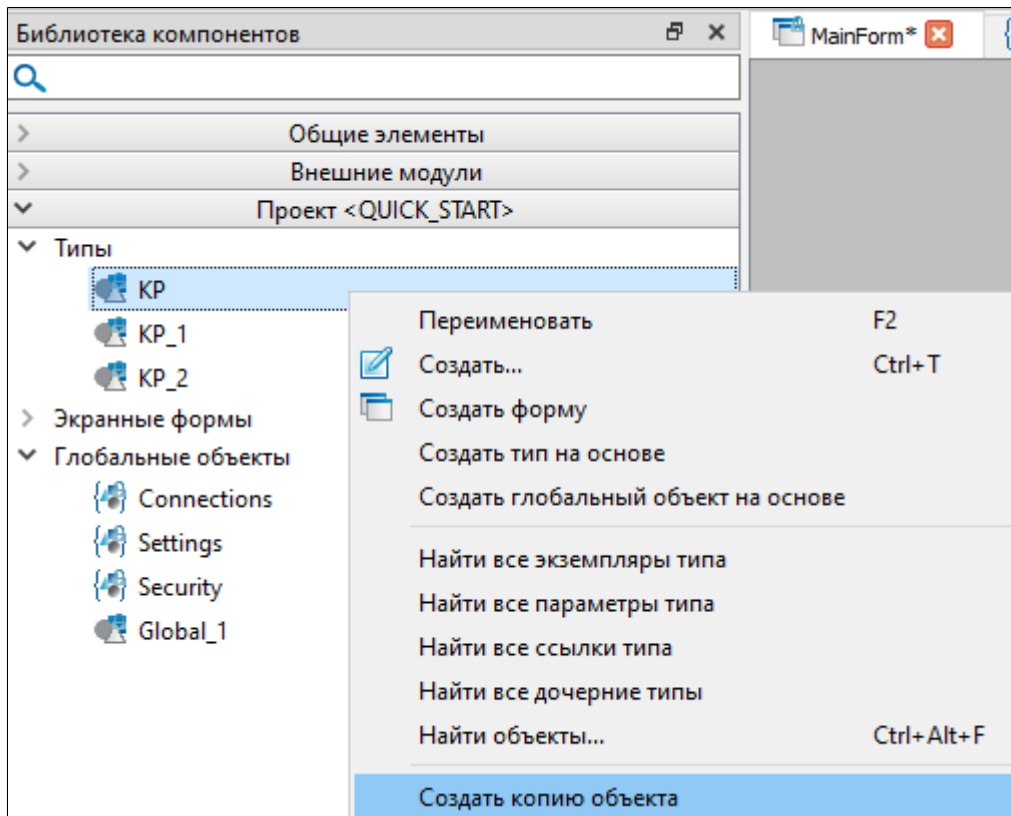 Библиотека компонентов
MainForm*
Общие элементы
Внешние модули
Проект <QUICK_START>
Типы
KP
KP_1
KP_2
Экранные формы
Глобальные объекты
Connections
Settings
Security
Global_1
Переименовать F2
Создать... Ctrl+T
Создать форму
Создать тип на основе
Создать глобальный объект на основе
Найти все экземпляры типа
Найти все параметры типа
Найти все ссылки типа
Найти все дочерние типы
Найти объекты... Ctrl+Alt+F
Создать копию объекта